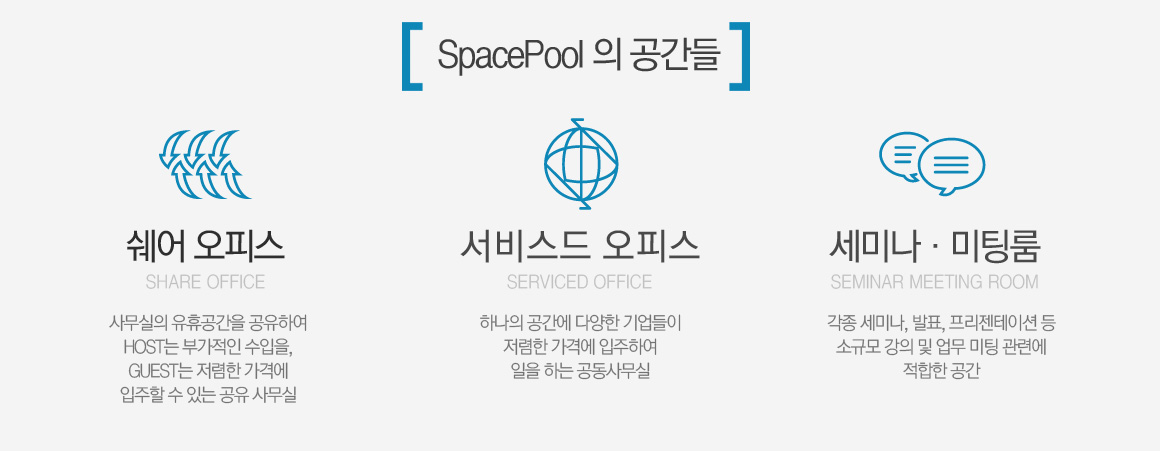 SpacePool 의 공간들
쉐어 오피스
SHARE OFFICE
사무실의 유휴공간을 공유하여
HOST는 부가적인 수입을,
GUEST는 저렴한 가격에
입주할 수 있는 공유 사무실
서비스드 오피스
SERVICED OFFICE
하나의 공간에 다양한 기업들이
저렴한 가격에 입주하여
일을 하는 공동사무실
세미나 · 미팅룸
SEMINAR MEETING ROOM
각종 세미나, 발표, 프리젠테이션 등
소규모 강의 및 업무 미팅 관련에
적합한 공간